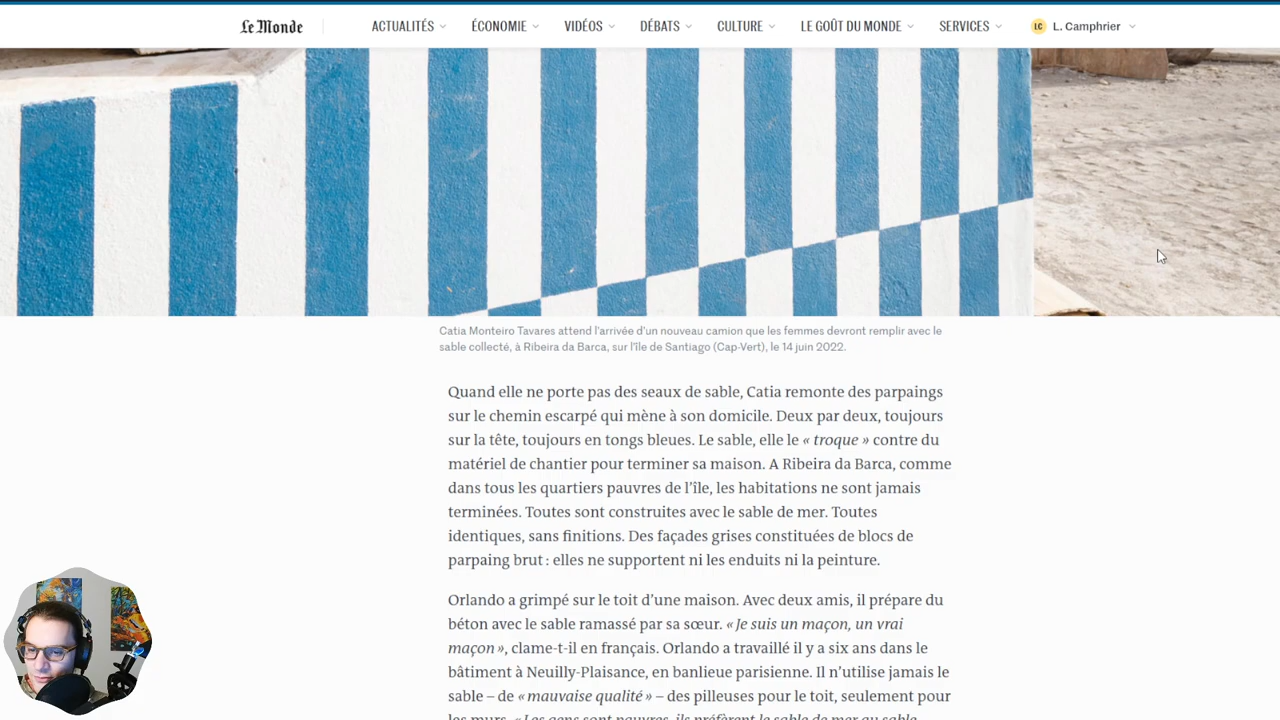 Le Monde
ACTUALITÉS
ÉCONOMIE
VIDÉOS
DÉBATS
CULTURE
LE GOÛT DU MONDE
SERVICES
LC
L. Camphrier
Catia Monteiro Tavares attend l'arrivée d'un nouveau camion que les femmes devront remplir avec le
sable collecté, à Ribeira da Barca, sur l'île de Santiago (Cap-Vert), le 14 juin 2022.
Quand elle ne porte pas des seaux de sable, Catia remonte des parpaings
sur le chemin escarpé qui mène à son domicile. Deux par deux, toujours
sur la tête, toujours en tongs bleues. Le sable, elle le « troque » contre du
matériel de chantier pour terminer sa maison. A Ribeira da Barca, comme
dans tous les quartiers pauvres de l'île, les habitations ne sont jamais
terminées. Toutes sont construites avec le sable de mer. Toutes
identiques, sans finitions. Des façades grises constituées de blocs de
parpaing brut : elles ne supportent ni les enduits ni la peinture.
Orlando a grimpé sur le toit d'une maison. Avec deux amis, il prépare du
béton avec le sable ramassé par sa sœur. « Je suis un maçon, un vrai
maçon », clame-t-il en français. Orlando a travaillé il y a six ans dans le
bâtiment à Neuilly-Plaisance, en banlieue parisienne. Il n'utilise jamais le
sable – de « mauvaise qualité » – des pilleuses pour le toit, seulement pour
les murs. « Les gens sont pauvres, ils préfèrent le sable de mer au sable